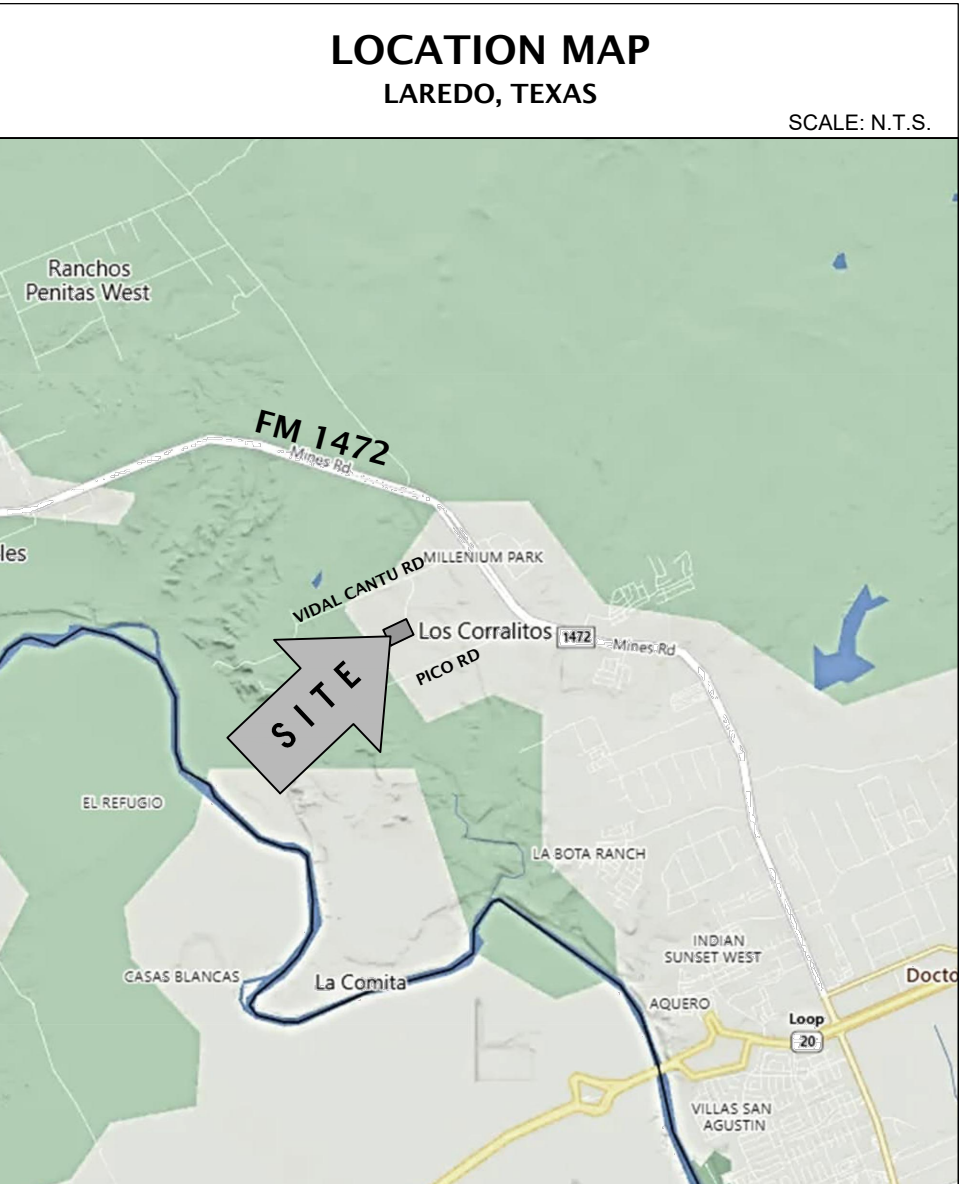 LOCATION MAP
LAREDO, TEXAS
SCALE: N.T.S.
Ranchos
Penitas West
FM 1472
Mines Rd
les
MILLENIUM PARK
VIDAL CANTU RD
Los Corralitos
1472
Mines Rd
PICO RD
SITE
EL REFUGIO
LA BOTA RANCH
INDIAN
SUNSET WEST
CASAS BLANCAS
La Comita
Docto
AQUERO
Loop
20
VILLAS SAN
AGUSTIN